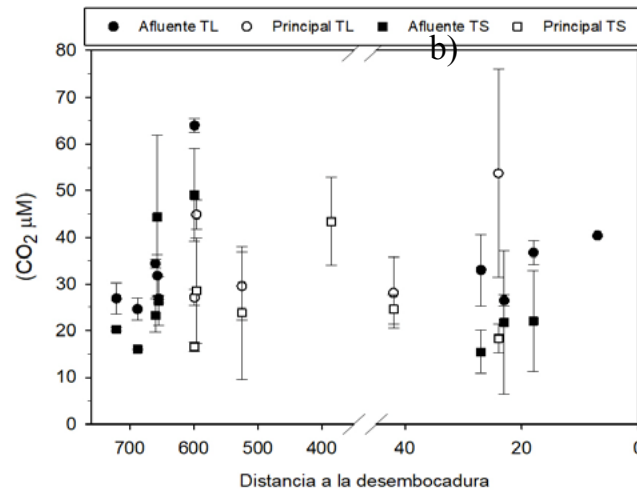 Afluente TL Principal TL Afluente TS Principal TS
b)
80
70
60
50
40
30
20
10
0
(CO₂ μM)
700 600 500 400 40 20 0
Distancia a la desembocadura